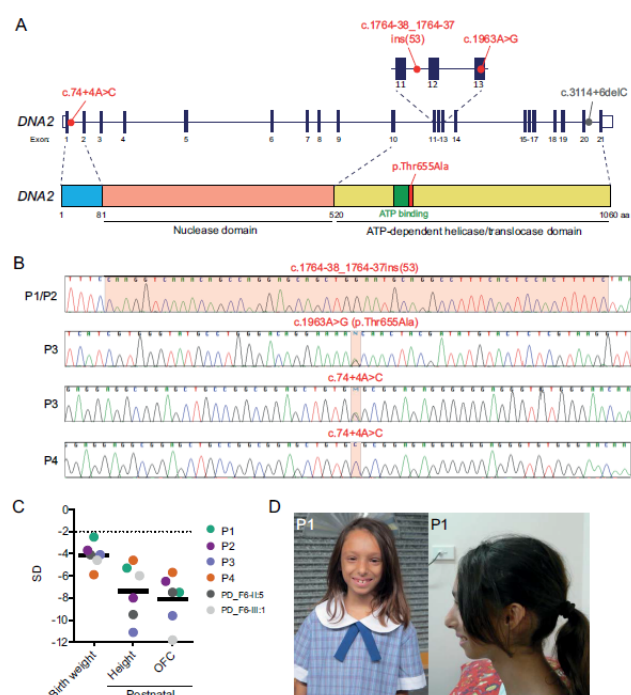 A
c.1764-38_1764-37
ins(53)
c.1963A>G
11 12 13
c.74+4A>C
c.3114+6delC
DNA2
Exon: 1 2 3 4 5 6 7 8 9 10 11-13 14 15-17 18 19 20 21
p.Thr655Ala
DNA2
1 81 520 1060 aa
ATP binding
Nuclease domain
ATP-dependent helicase/translocase domain
B
c.1764-38_1764-37ins(53)
P1/P2
c.1963A>G (p.Thr655Ala)
P3
c.74+4A>C
P3
c.74+4A>C
P4
C
0
-2
-4
-6
-8
-10
-12
SD
Birth weight
Height
OFC
Postnatal
P1
P2
P3
P4
PD_F6-II:5
PD_F6-III:1
D
P1
P1